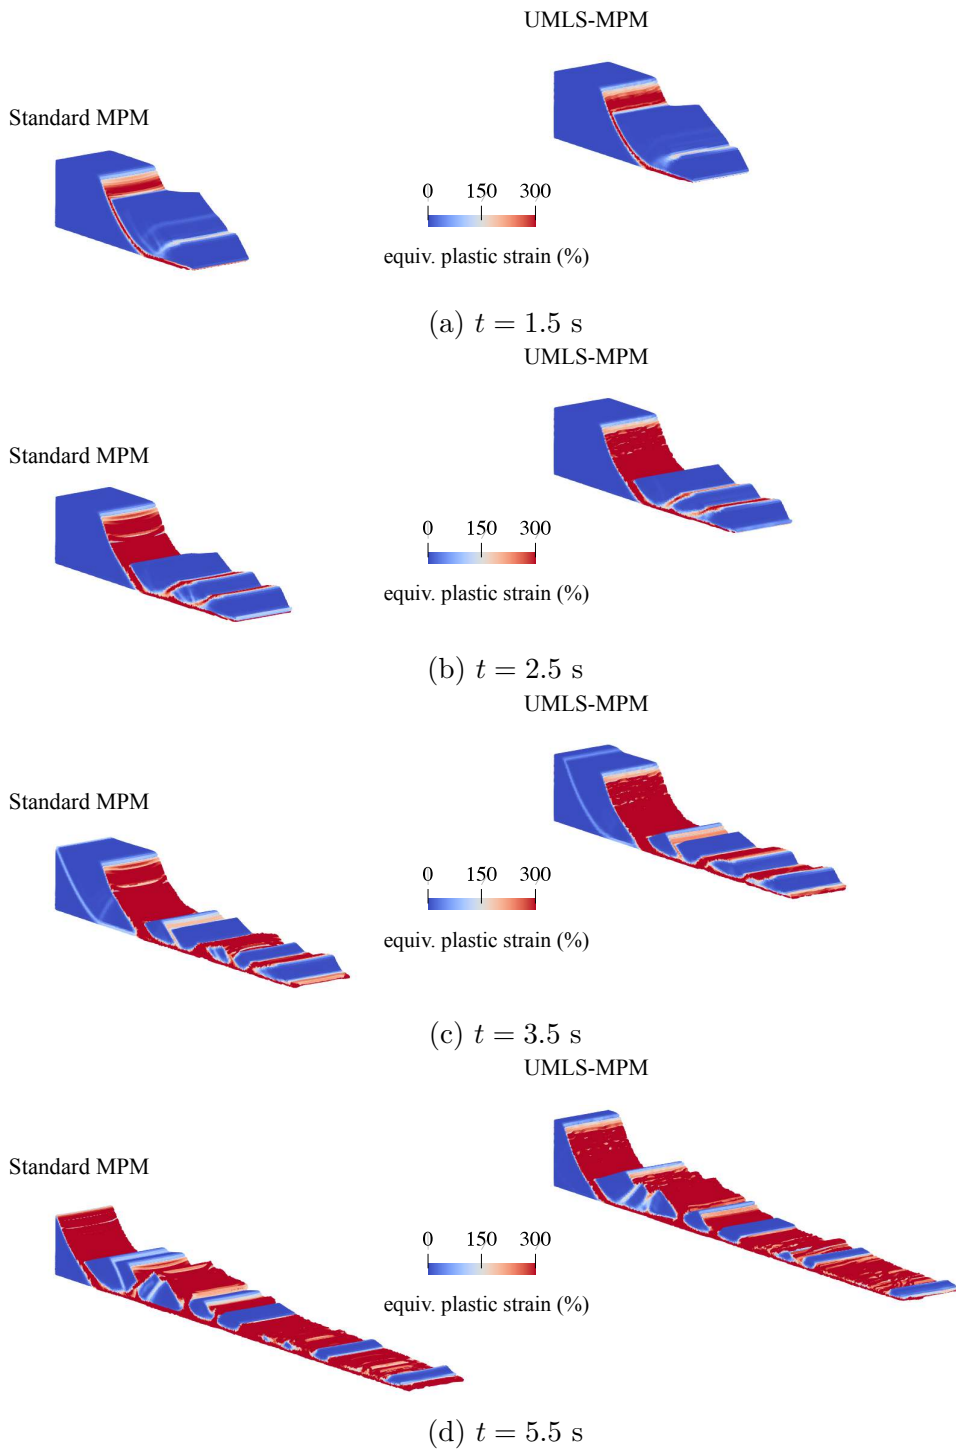 UMLS-MPM
Standard MPM
0 150 300
equiv. plastic strain (%)
(a) t = 1.5 s
UMLS-MPM
Standard MPM
0 150 300
equiv. plastic strain (%)
(b) t = 2.5 s
UMLS-MPM
Standard MPM
0 150 300
equiv. plastic strain (%)
(c) t = 3.5 s
UMLS-MPM
Standard MPM
0 150 300
equiv. plastic strain (%)
(d) t = 5.5 s